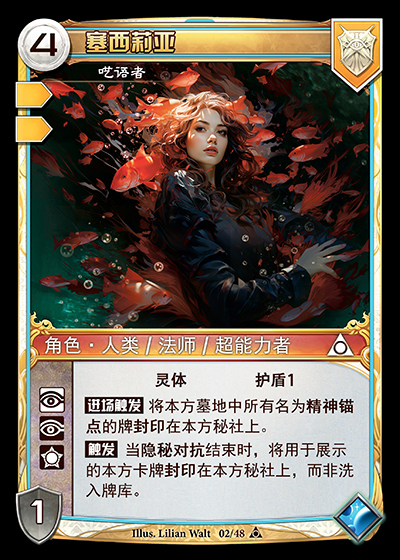 4
塞西莉亚
呓语者
角色·人类/法师/超能力者
灵体 护盾1
进场触发 将本方墓地中所有名为精神锚
点的牌封印在本方秘社上。
触发 当隐秘对抗结束时，将用于展示
的本方卡牌封印在本方秘社上，而非洗
入牌库。
1
Illus. Lilian Walt 02/48